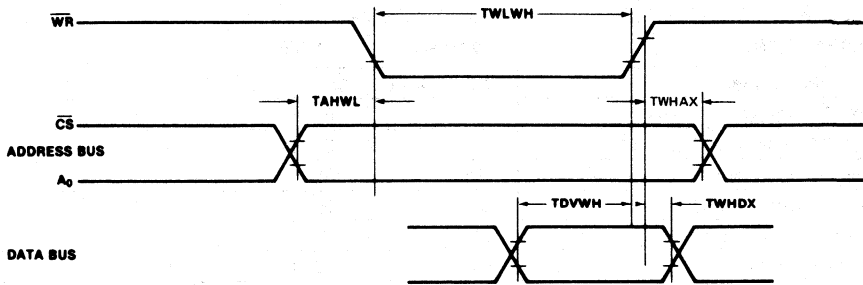 WR
TWLWH
TAHWL
TWHAX
CS
ADDRESS BUS
A0
TDVWH
TWHDX
DATA BUS